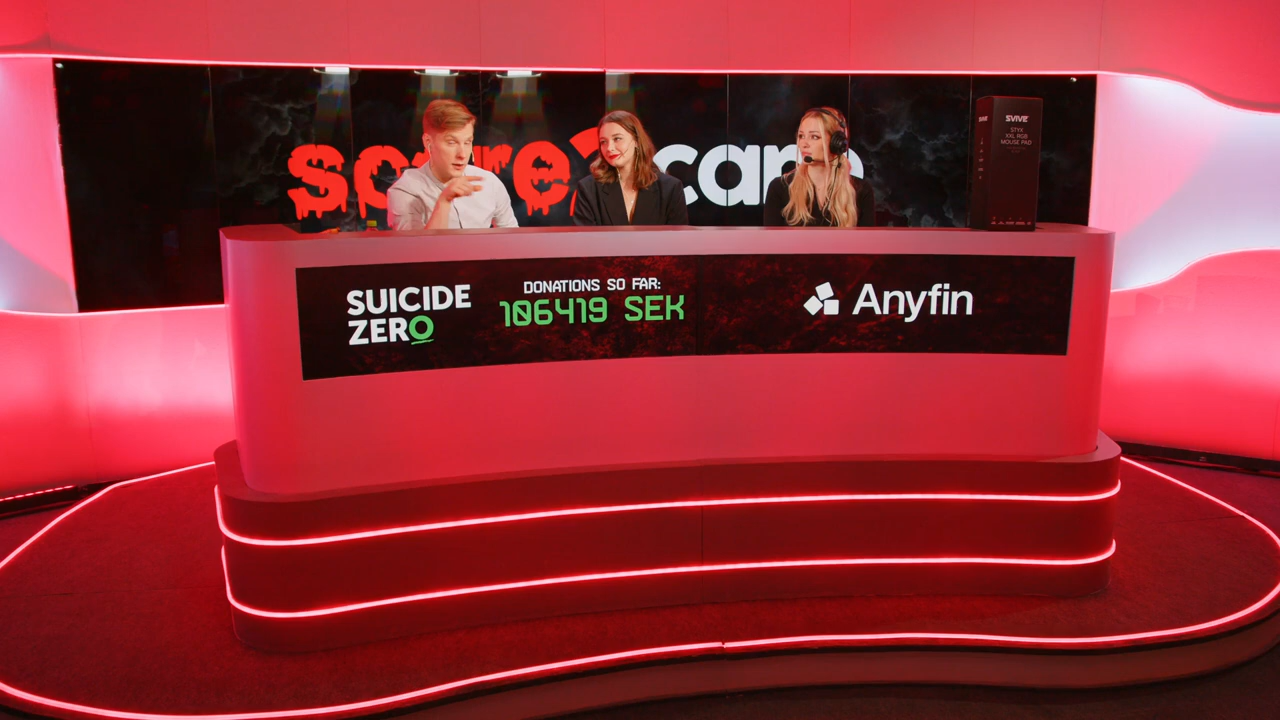 SUICIDE
ZERO
DONATIONS SO FAR:
106419 SEK
Anyfin
SVIVE
STYX
XXL RGB
MOUSE PAD